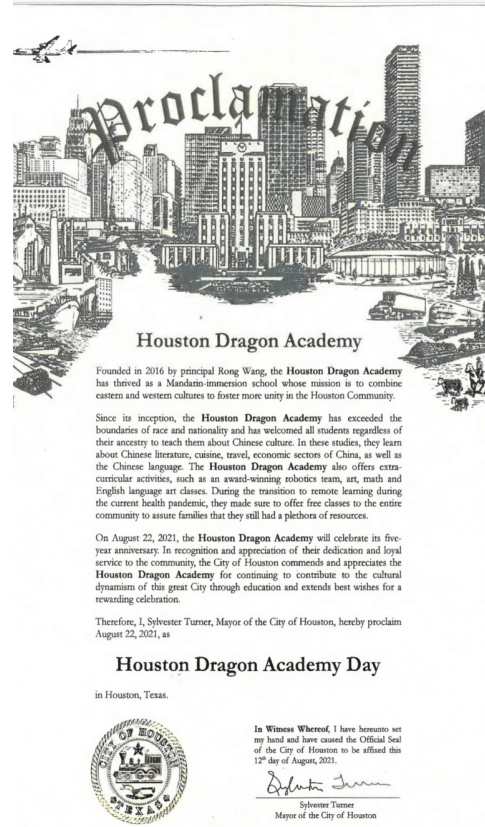 Proclamation
Houston Dragon Academy
Founded in 2016 by principal Rong Wang, the Houston Dragon Academy
has thrived as a Mandarin-immersion school whose mission is to combine
eastern and western cultures to foster more unity in the Houston Community.
Since its inception, the Houston Dragon Academy has exceeded the
boundaries of race and nationality and has welcomed all students regardless of
their ancestry to teach them about Chinese culture. In these studies, they learn
about Chinese literature, cuisine, travel, economic sectors of China, as well as
the Chinese language. The Houston Dragon Academy also offers extra-
curricular activities, such as an award-winning robotics team, art, math and
English language art classes. During the transition to remote learning during
the current health pandemic, they made sure to offer free classes to the entire
community to assure families that they still had a plethora of resources.
On August 22, 2021, the Houston Dragon Academy will celebrate its five-
year anniversary. In recognition and appreciation of their dedication and loyal
service to the community, the City of Houston commends and appreciates the
Houston Dragon Academy for continuing to contribute to the cultural
dynamism of this great City through education and extends best wishes for a
rewarding celebration.
Therefore, I, Sylvester Turner, Mayor of the City of Houston, hereby proclaim
August 22, 2021, as
Houston Dragon Academy Day
in Houston, Texas.
CITY OF HOUSTON
TEXAS
In Witness Whereof, I have hereunto set
my hand and have caused the Official Seal
of the City of Houston to be affixed this
12th day of August, 2021.
Sylvester Turner
Sylvester Turner
Mayor of the City of Houston